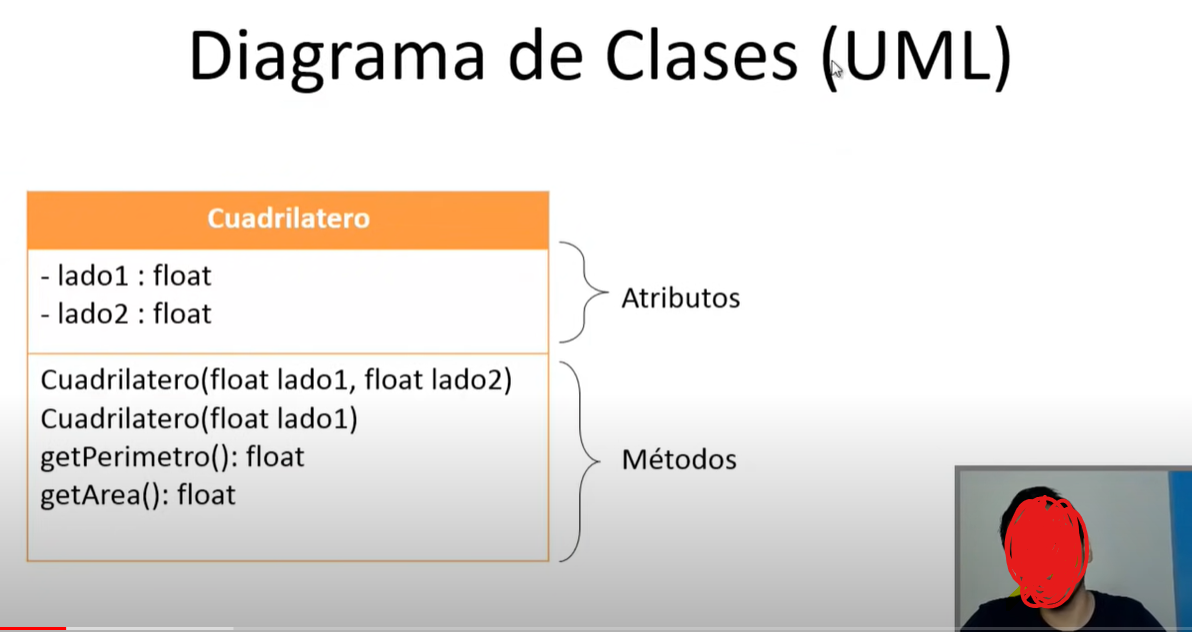 Diagrama de Clases (UML)
Cuadrilatero
- lado1 : float
- lado2 : float
Atributos
Cuadrilatero(float lado1, float lado2)
Cuadrilatero(float lado1)
getPerimetro(): float
getArea(): float
Métodos